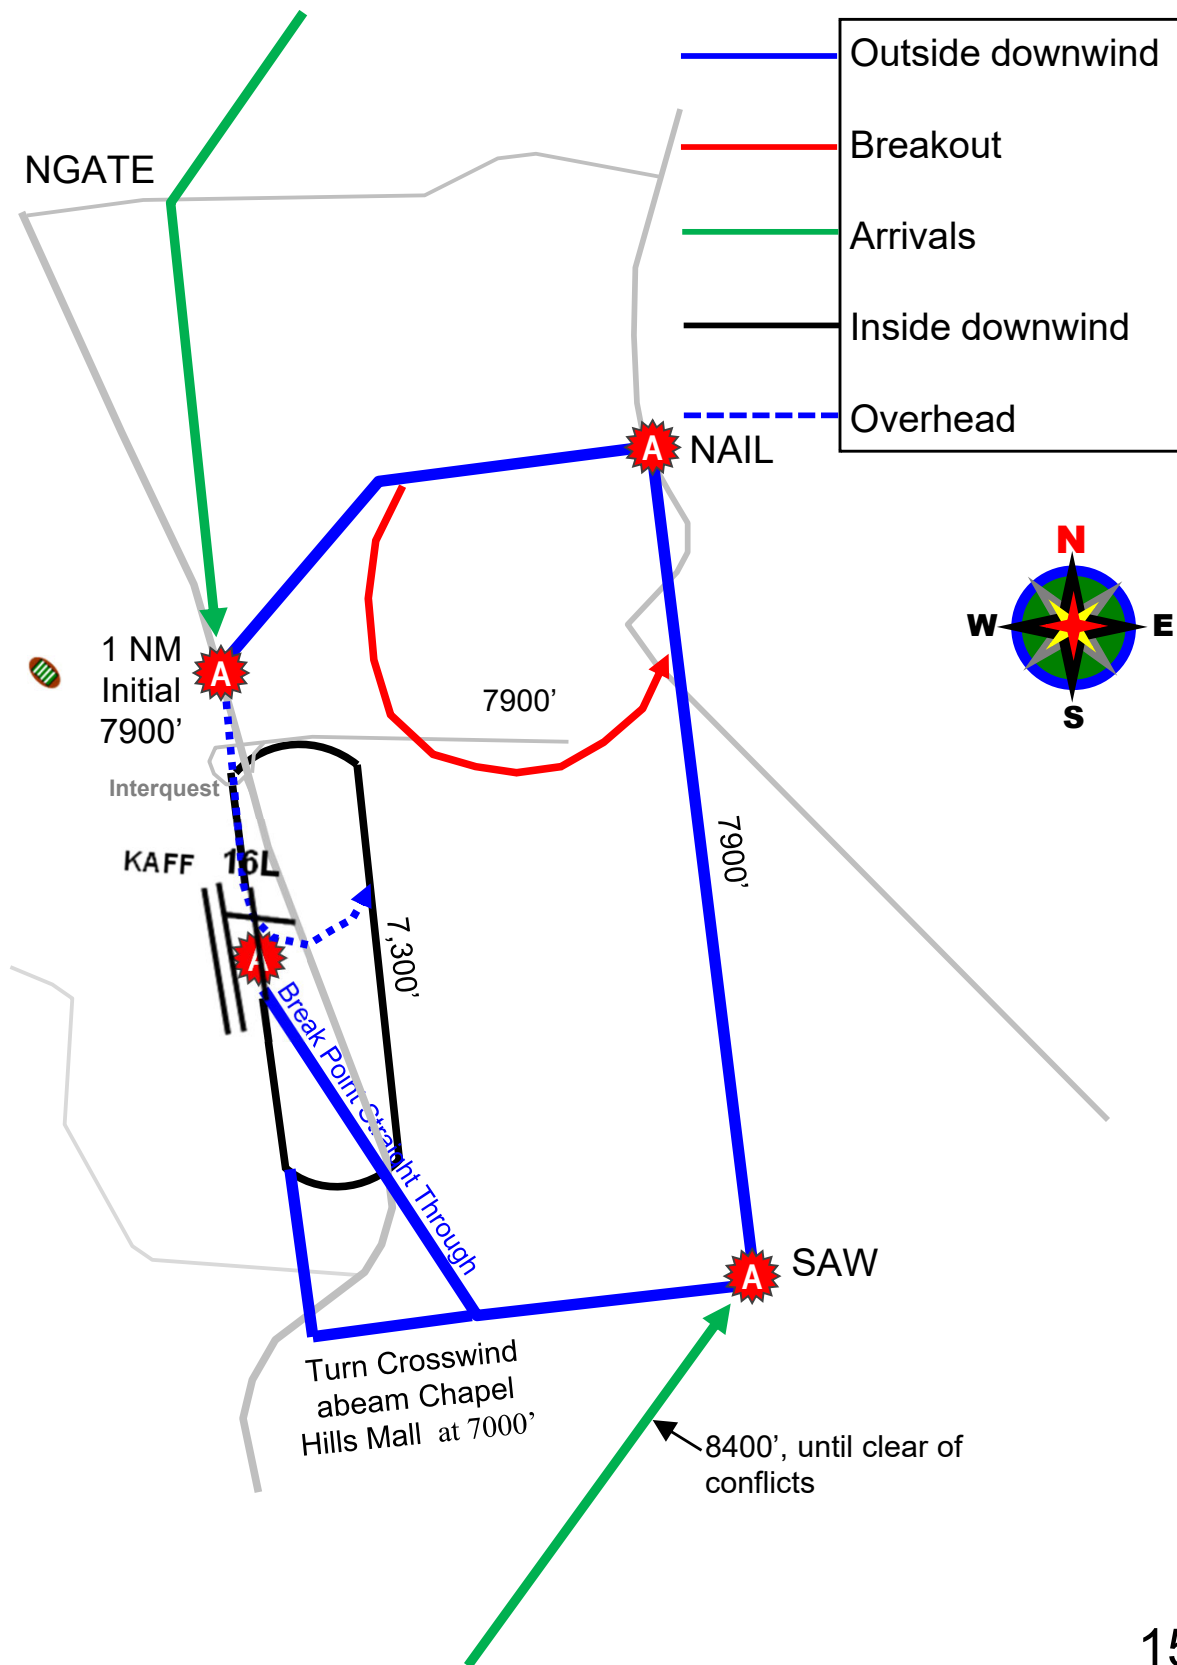 Outside downwind
Breakout
NGATE
Arrivals
Inside downwind
Overhead
A
NAIL
N
W
E
S
1 NM
Initial
7900’
A
7900’
Interquest
7900’
KAFF
16L
7,300’
A
Break Point Straight Through
SAW
A
Turn Crosswind
abeam Chapel
Hills Mall at 7000’
8400’, until clear of
conflicts
15